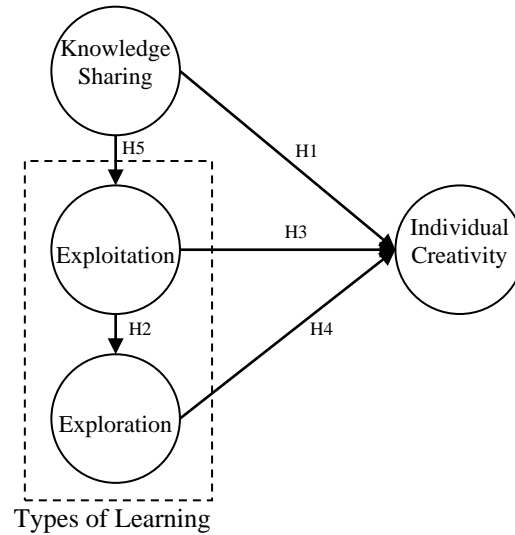 Knowledge
Sharing
H5
H1
Exploitation
H3
Individual
Creativity
H2
H4
Exploration
Types of Learning